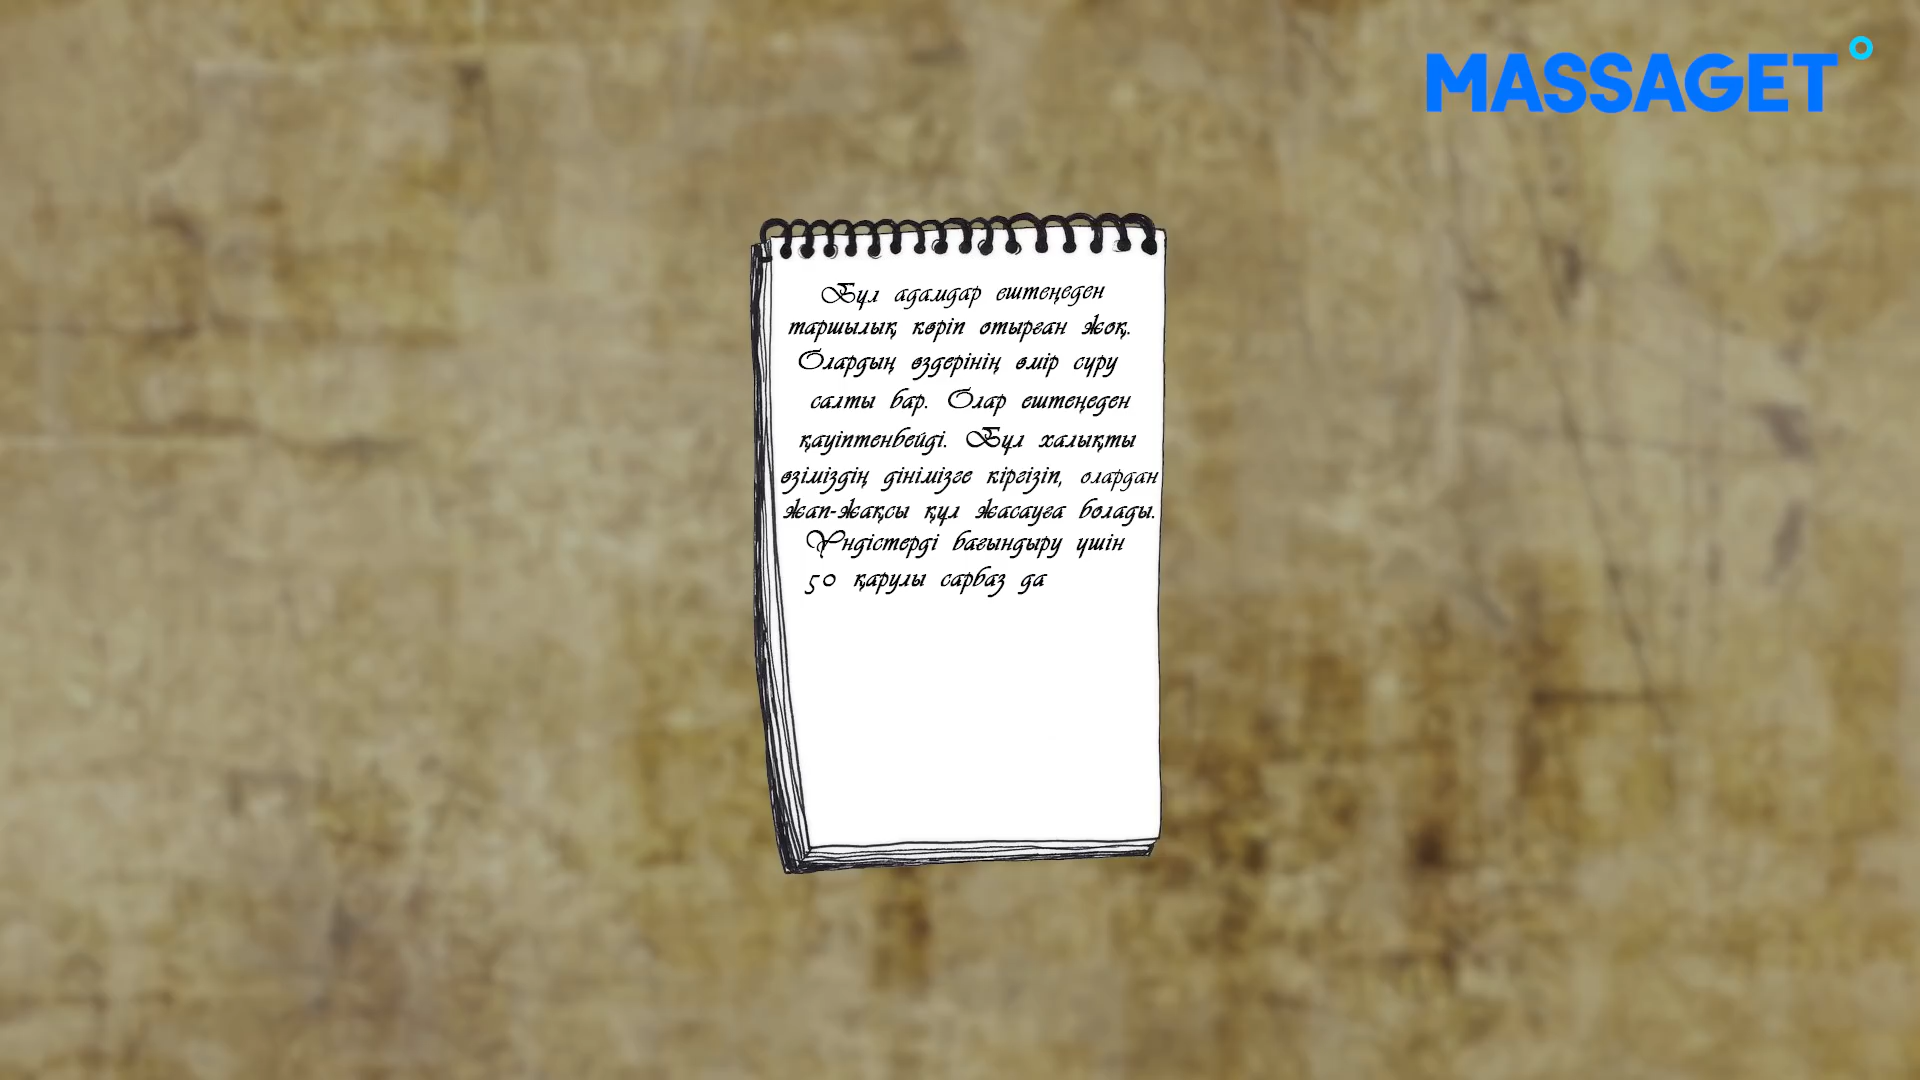 MASSAGET
Бұл адамдар ештеңеден
таршылық көріп отырған жоқ.
Олардың өздерінің өмір сүру
салты бар. Олар ештеңеден
қауіптенбейді. Бұл халықты
өзіміздің дінімізге кіргізіп, олардан
жап-жақсы құл жасауға болады.
Үндістерді бағындыру үшін
50 қарулы сарбаз да